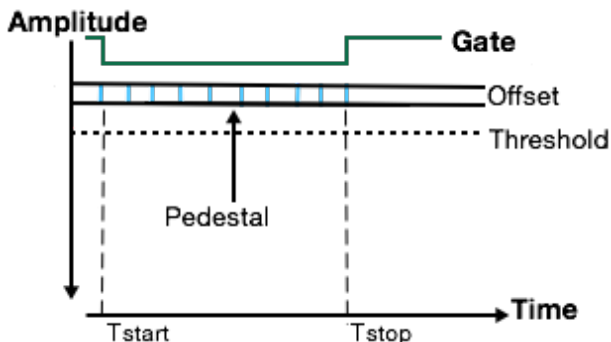 Amplitude
Gate
Offset
Threshold
Pedestal
Time
Tstart
Tstop